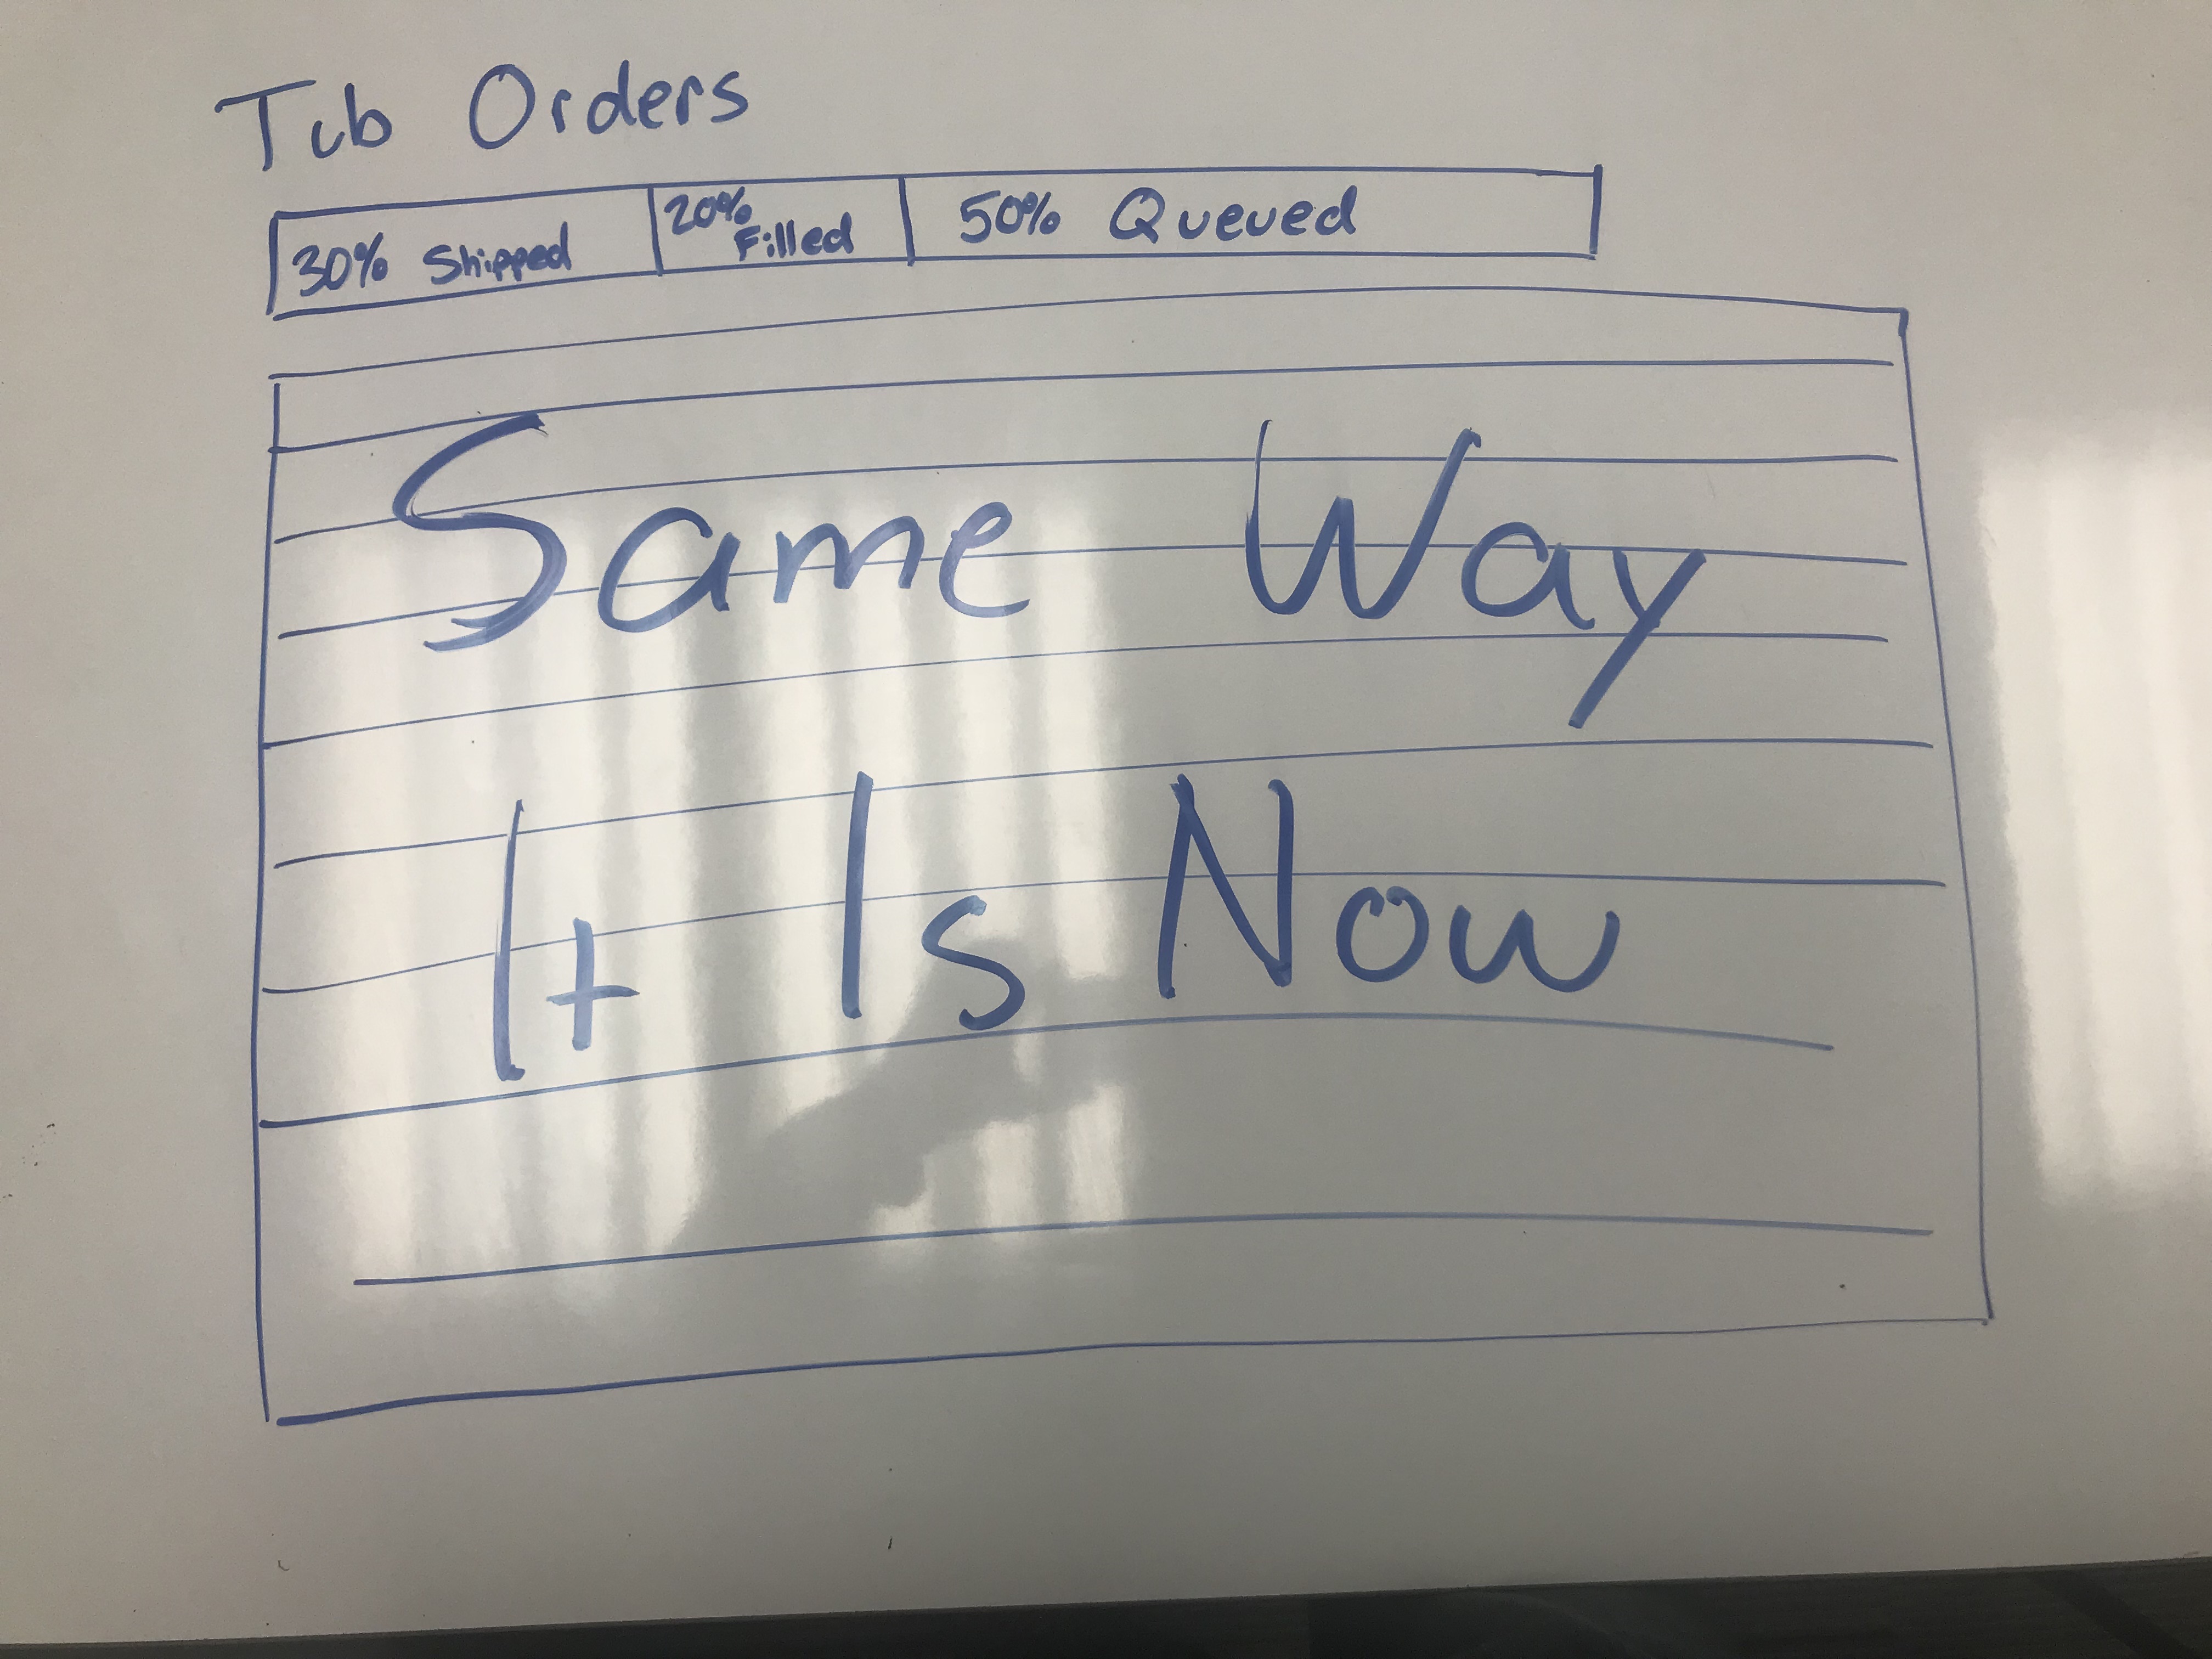 Tub Orders
30% Shipped
20%
Filled
50% Queued
Same Way
It Is Now